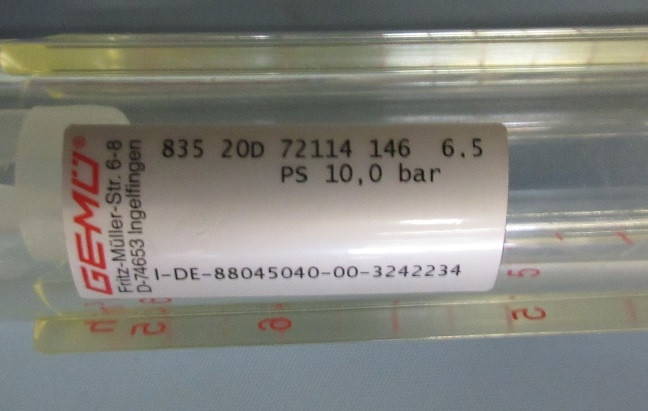 GEMÜ®
Fritz-Müller-Str. 6-8
D-74653 Ingelfingen
835 20D 72114 146 6.5
PS 10,0 bar
I-DE-88045040-00-3242234